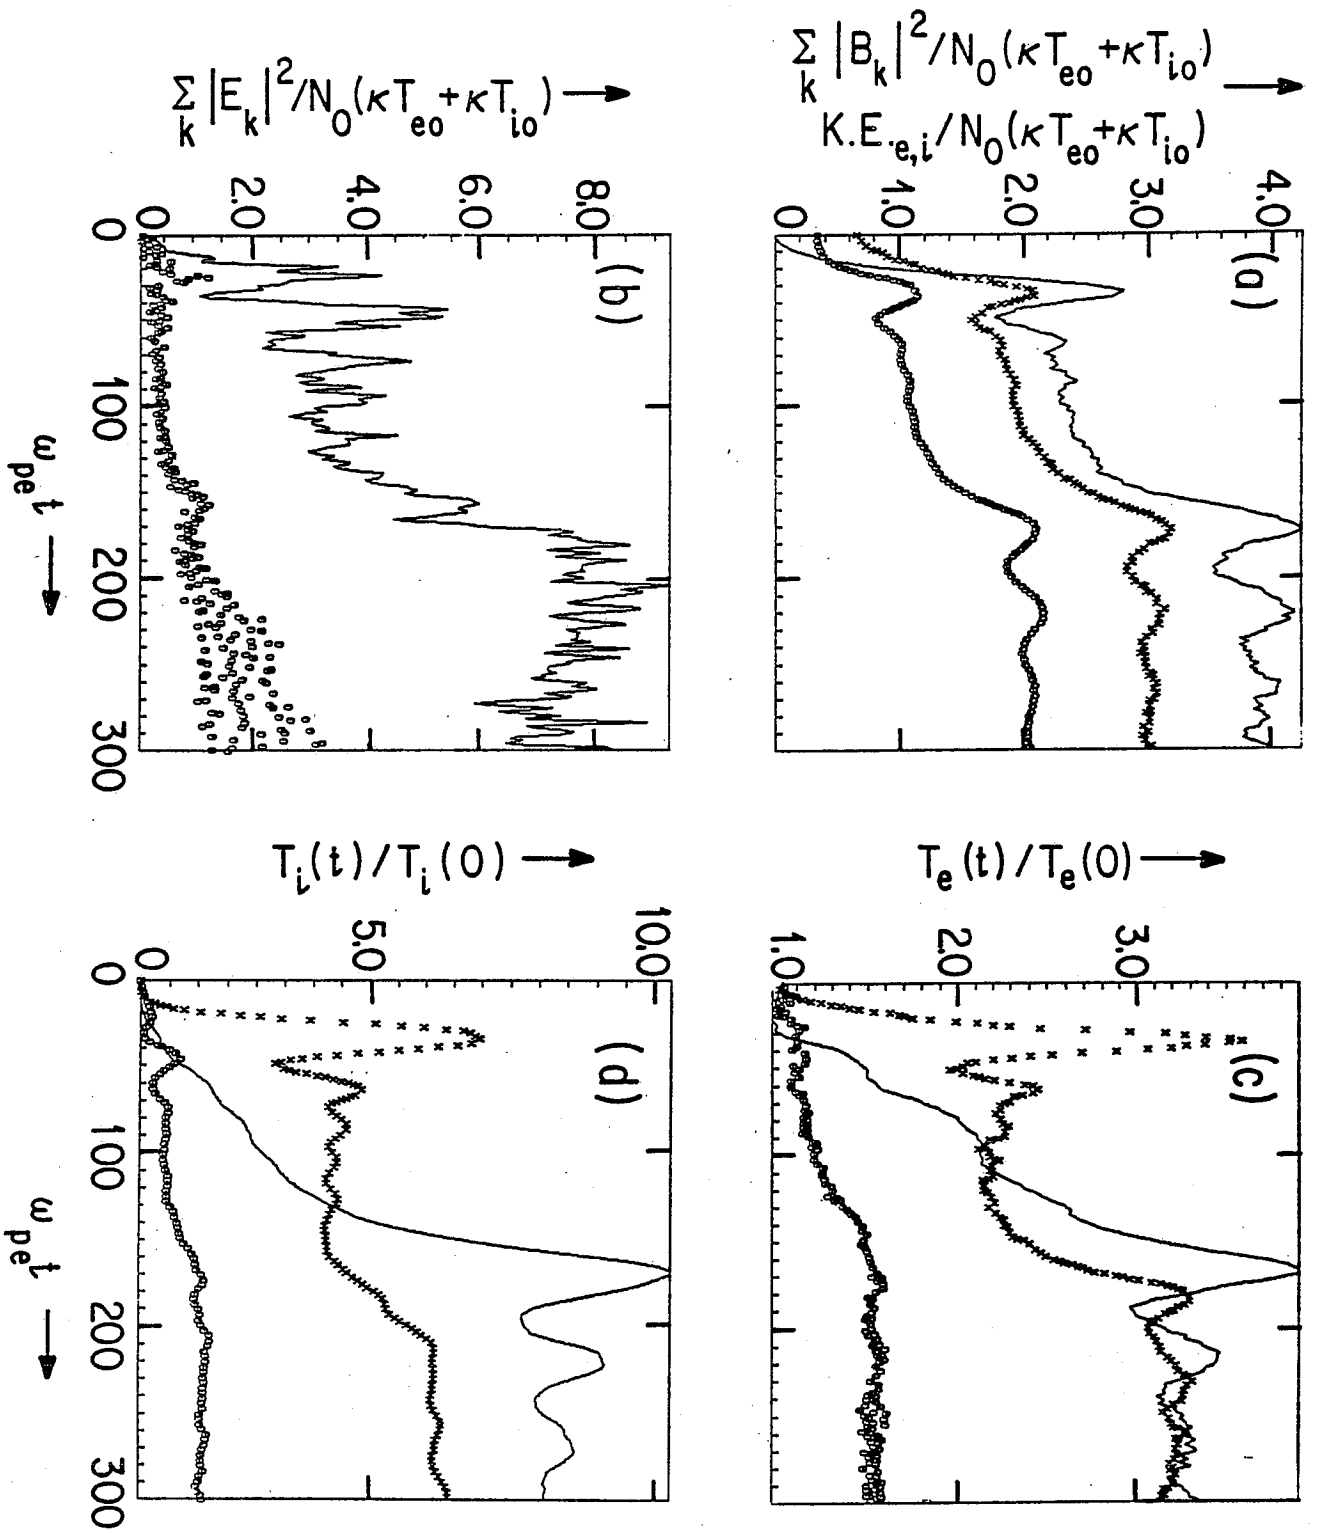 Σ_k |B_k|²/N_O(κT_eo+κT_io) →
K.E._e,i/N_O(κT_eo+κT_io)
0 1.0 2.0 3.0 4.0
(a)
Σ_k |E_k|²/N_O(κT_eo+κT_io) →
0 2.0 4.0 6.0 8.0
(b)
0 100 200 300
ω_pe t →
T_e(t)/T_e(0) →
1.0 2.0 3.0
(c)
T_i(t)/T_i(0) →
0 5.0 10.0
(d)
0 100 200 300
ω_pe t →